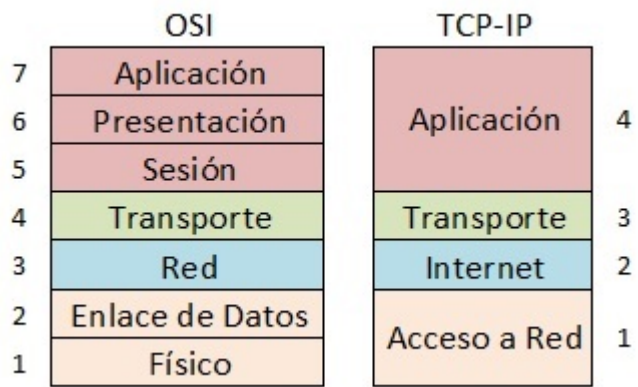 OSI TCP-IP
7 Aplicación
6 Presentación
5 Sesión
4 Transporte
3 Red
2 Enlace de Datos
1 Físico
Aplicación 4
Transporte 3
Internet 2
Acceso a Red 1